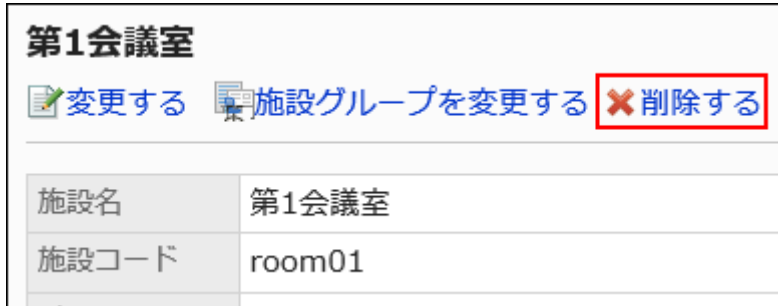 第1会議室
変更する 施設グループを変更する 削除する
施設名 第1会議室
施設コード room01